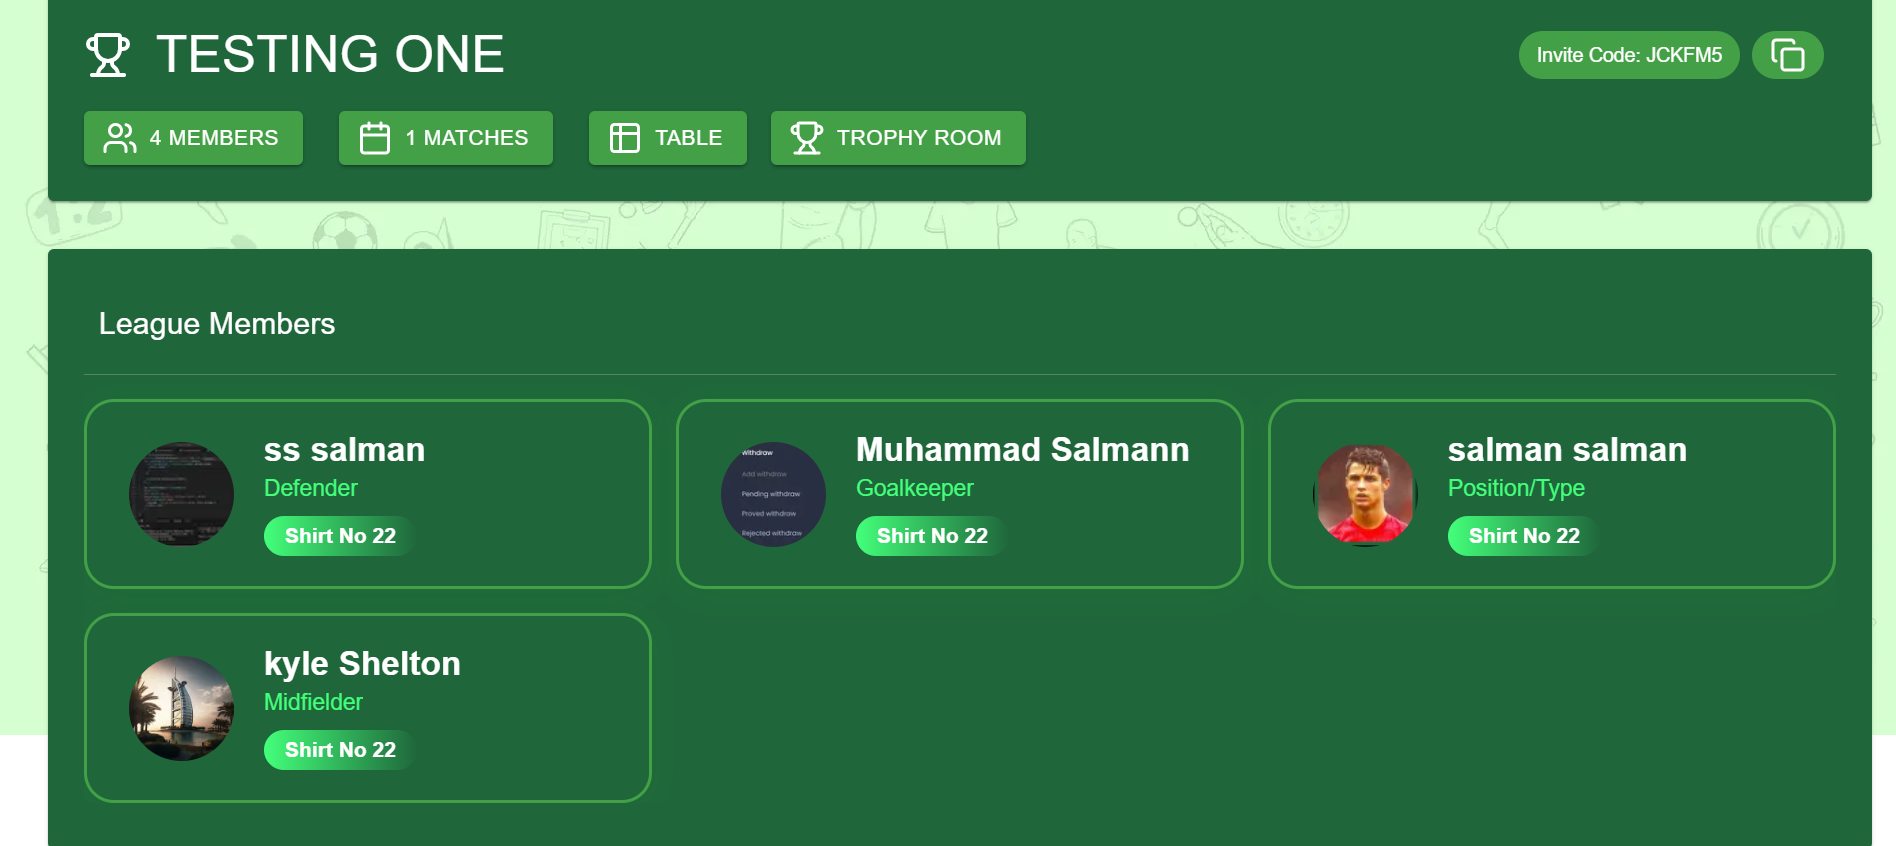 TESTING ONE
Invite Code: JCKFM5
4 MEMBERS
1 MATCHES
TABLE
TROPHY ROOM
1:2
League Members
ss salman
Defender
Shirt No 22
Withdraw
Add withdraw
Pending withdraw
Proved withdraw
Rejected withdraw
Muhammad Salmann
Goalkeeper
Shirt No 22
salman salman
Position/Type
Shirt No 22
kyle Shelton
Midfielder
Shirt No 22